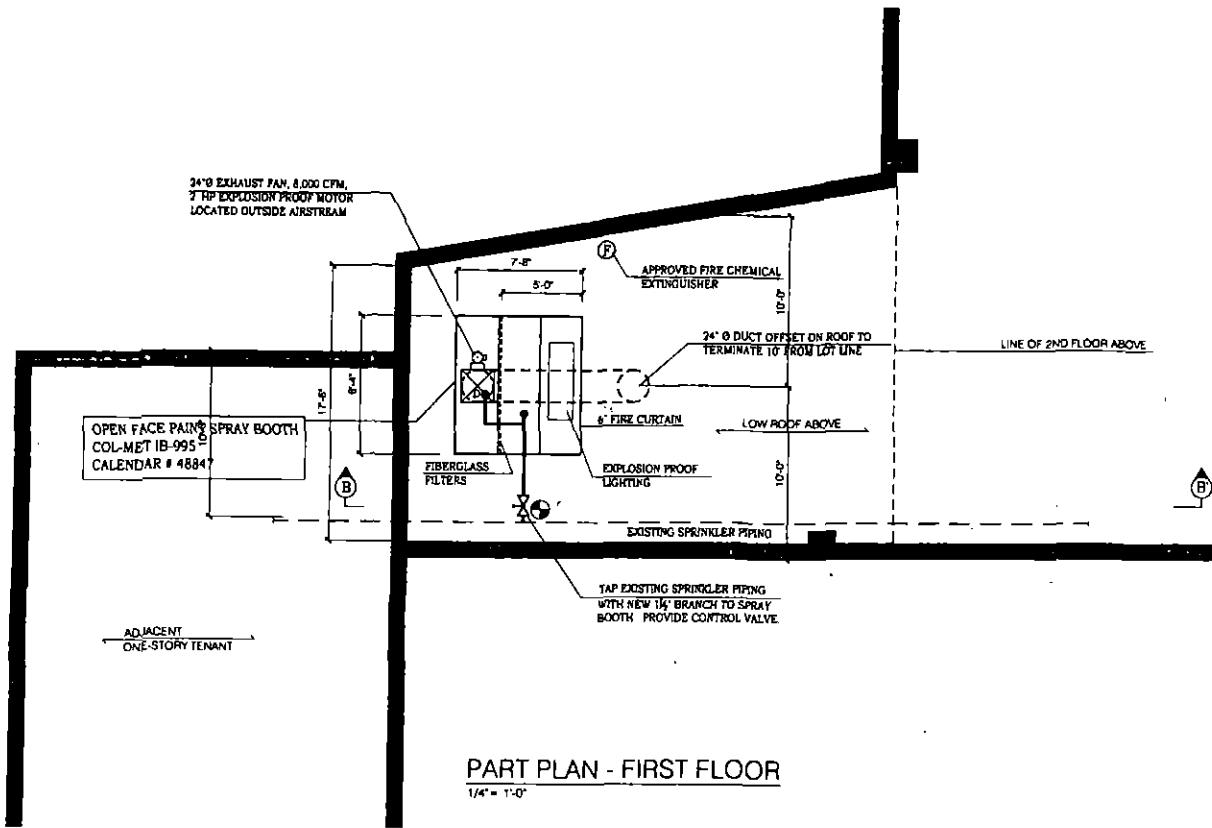 24"Ø EXHAUST FAN, 8,000 CFM,
2 HP EXPLOSION PROOF MOTOR
LOCATED OUTSIDE AIRSTREAM
F
APPROVED FIRE CHEMICAL
EXTINGUISHER
7'-8"
5'-0"
10'-0"
24" Ø DUCT OFFSET ON ROOF TO
TERMINATE 10' FROM LOT LINE
LINE OF 2ND FLOOR ABOVE
17'-6"
10'-0"
OPEN FACE PAINT SPRAY BOOTH
COL-MET IB-995
CALENDAR # 48847
6" FIRE CURTAIN
LOW ROOF ABOVE
FIBERGLASS
FILTERS
EXPLOSION PROOF
LIGHTING
10'-0"
B
B'
EXISTING SPRINKLER PIPING
TAP EXISTING SPRINKLER PIPING
WITH NEW 1½" BRANCH TO SPRAY
BOOTH PROVIDE CONTROL VALVE.
ADJACENT
ONE-STORY TENANT
PART PLAN - FIRST FLOOR
1/4" = 1'-0"